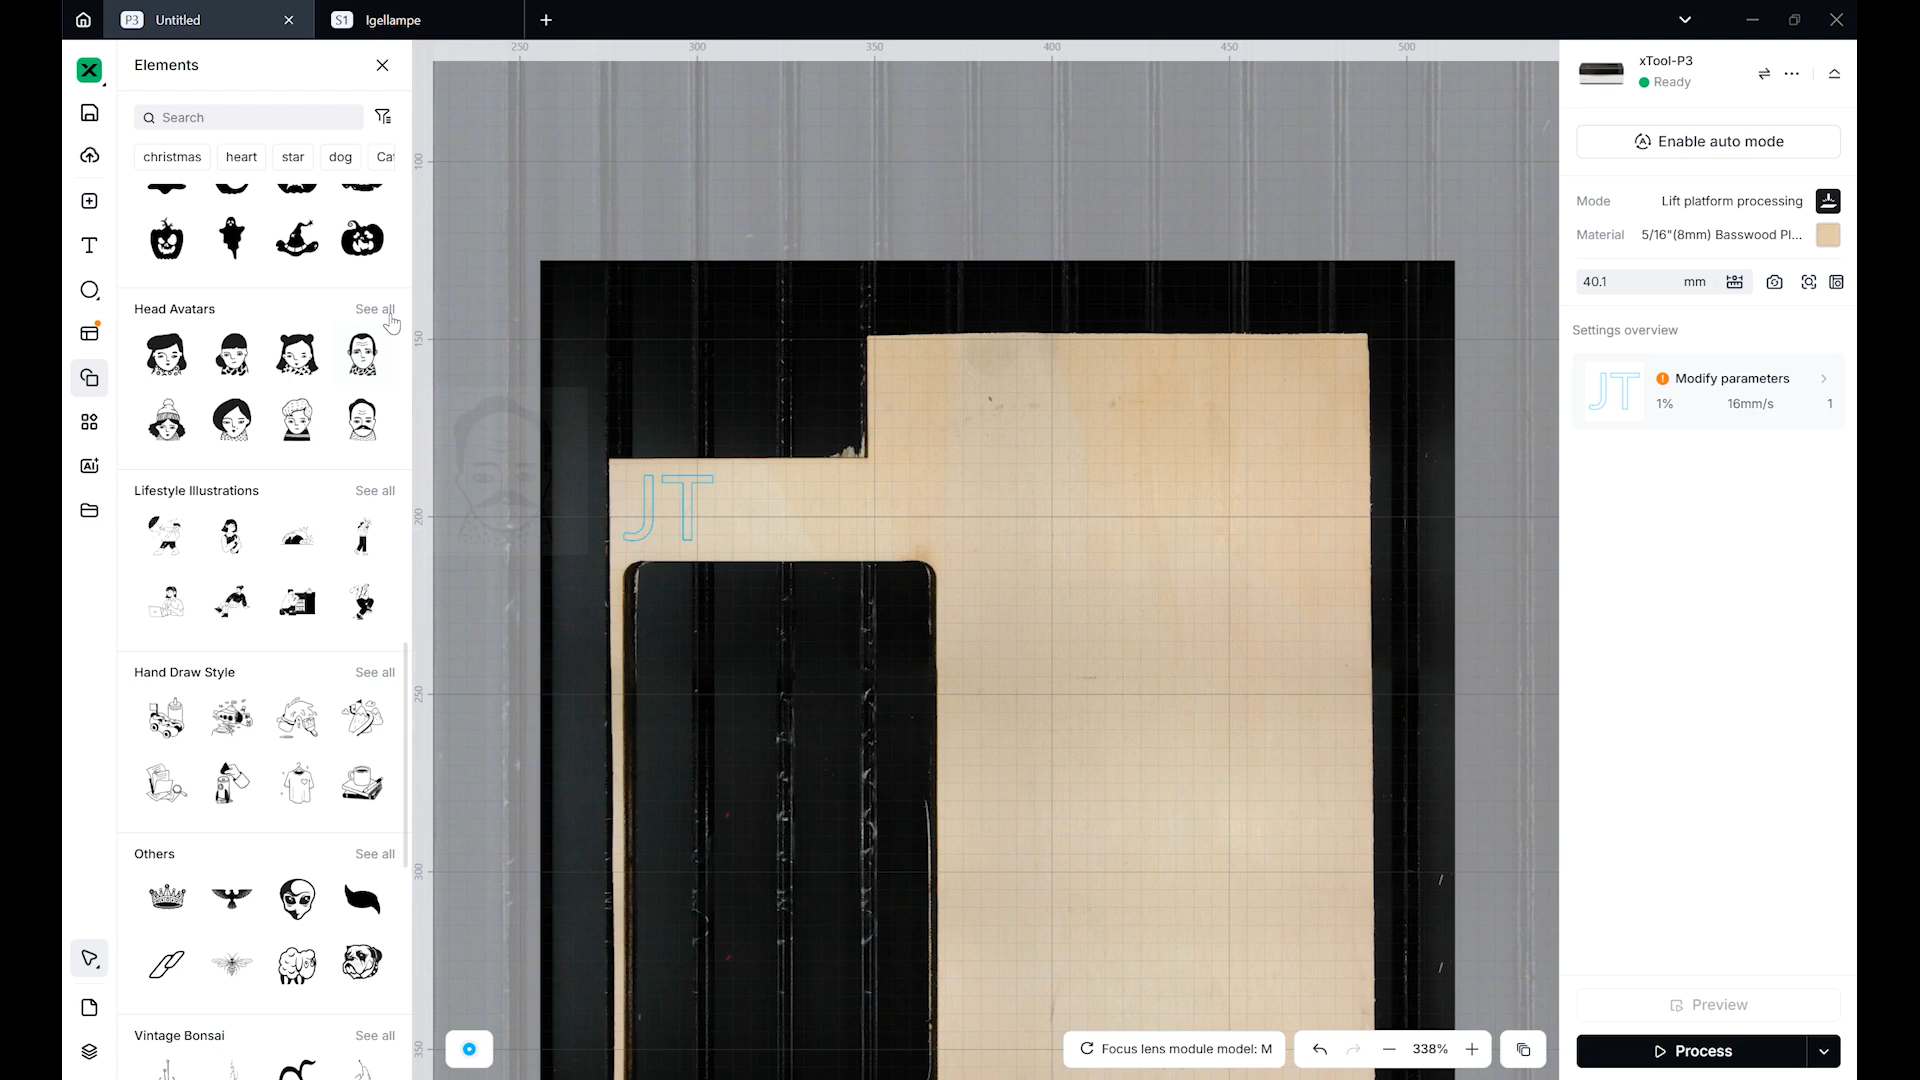 P3 Untitled
S1 Igellampe
Elements
Search
christmas heart star dog
Head Avatars See all
Lifestyle Illustrations See all
Hand Draw Style See all
Others See all
Vintage Bonsai See all
250 300 350 400 450 500
100
150
200
250
300
350
JT
Focus lens module model: M
338%
xTool-P3
Ready
Enable auto mode
Mode Lift platform processing
Material 5/16"(8mm) Basswood Pl...
40.1 mm
Settings overview
JT
Modify parameters
1% 16mm/s 1
Preview
Process